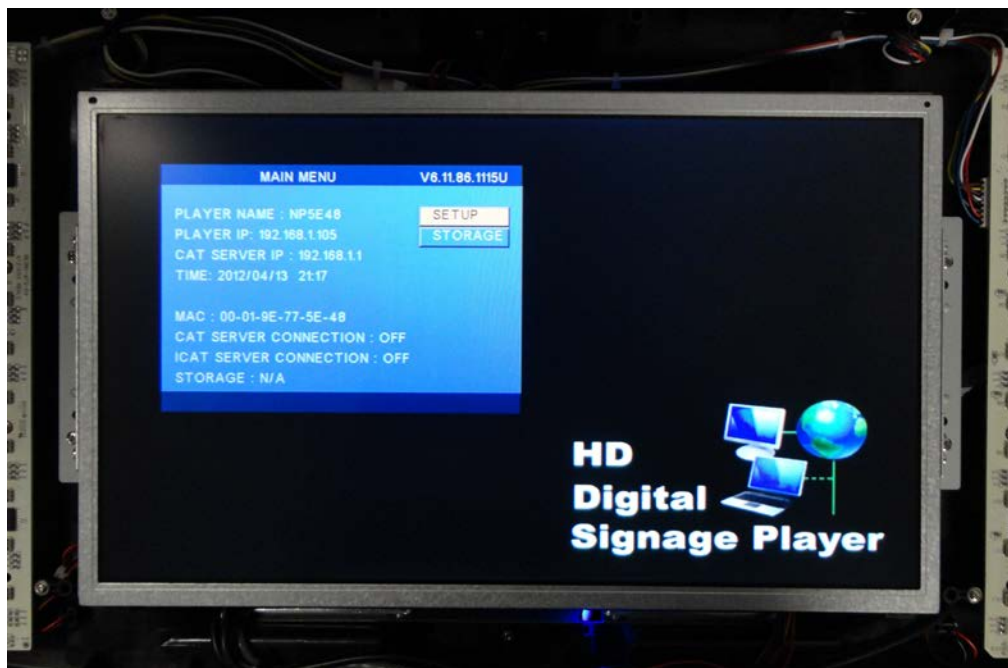 MAIN MENU V6.11.86.1115U
PLAYER NAME : NP5E48 SETUP
PLAYER IP: 192.168.1.105 STORAGE
CAT SERVER IP : 192.168.1.1
TIME: 2012/04/13 21:17
MAC : 00-01-9E-77-5E-48
CAT SERVER CONNECTION : OFF
ICAT SERVER CONNECTION : OFF
STORAGE : N/A
HD
Digital
Signage Player